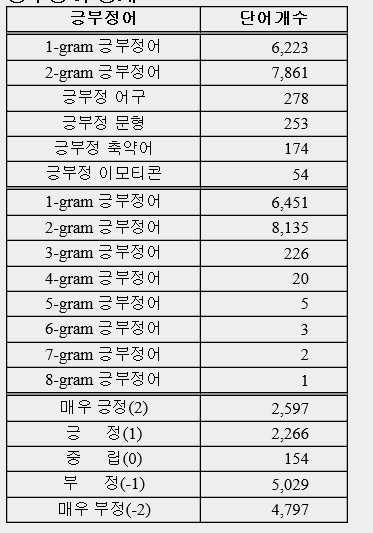 긍부정어 단어개수
1-gram 긍부정어 6,223
2-gram 긍부정어 7,861
긍부정 어구 278
긍부정 문형 253
긍부정 축약어 174
긍부정 이모티콘 54
1-gram 긍부정어 6,451
2-gram 긍부정어 8,135
3-gram 긍부정어 226
4-gram 긍부정어 20
5-gram 긍부정어 5
6-gram 긍부정어 3
7-gram 긍부정어 2
8-gram 긍부정어 1
매우 긍정(2) 2,597
긍 정(1) 2,266
중 립(0) 154
부 정(-1) 5,029
매우 부정(-2) 4,797